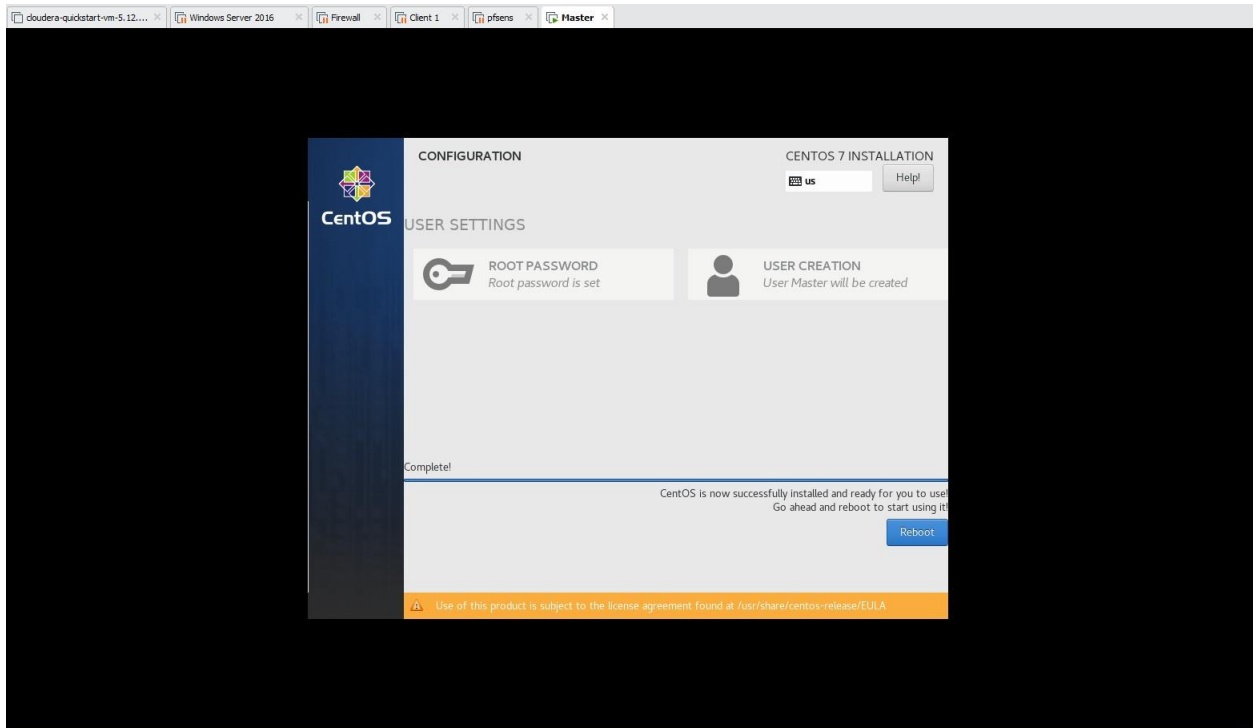 cloudera-quickstart-vm-5.12....
Windows Server 2016
Firewall
Client 1
pfsens
Master
CentOS
CONFIGURATION
CENTOS 7 INSTALLATION
us
Help!
USER SETTINGS
ROOT PASSWORD
Root password is set
USER CREATION
User Master will be created
Complete!
CentOS is now successfully installed and ready for you to use!
Go ahead and reboot to start using it!
Reboot
Use of this product is subject to the license agreement found at /usr/share/centos-release/EULA